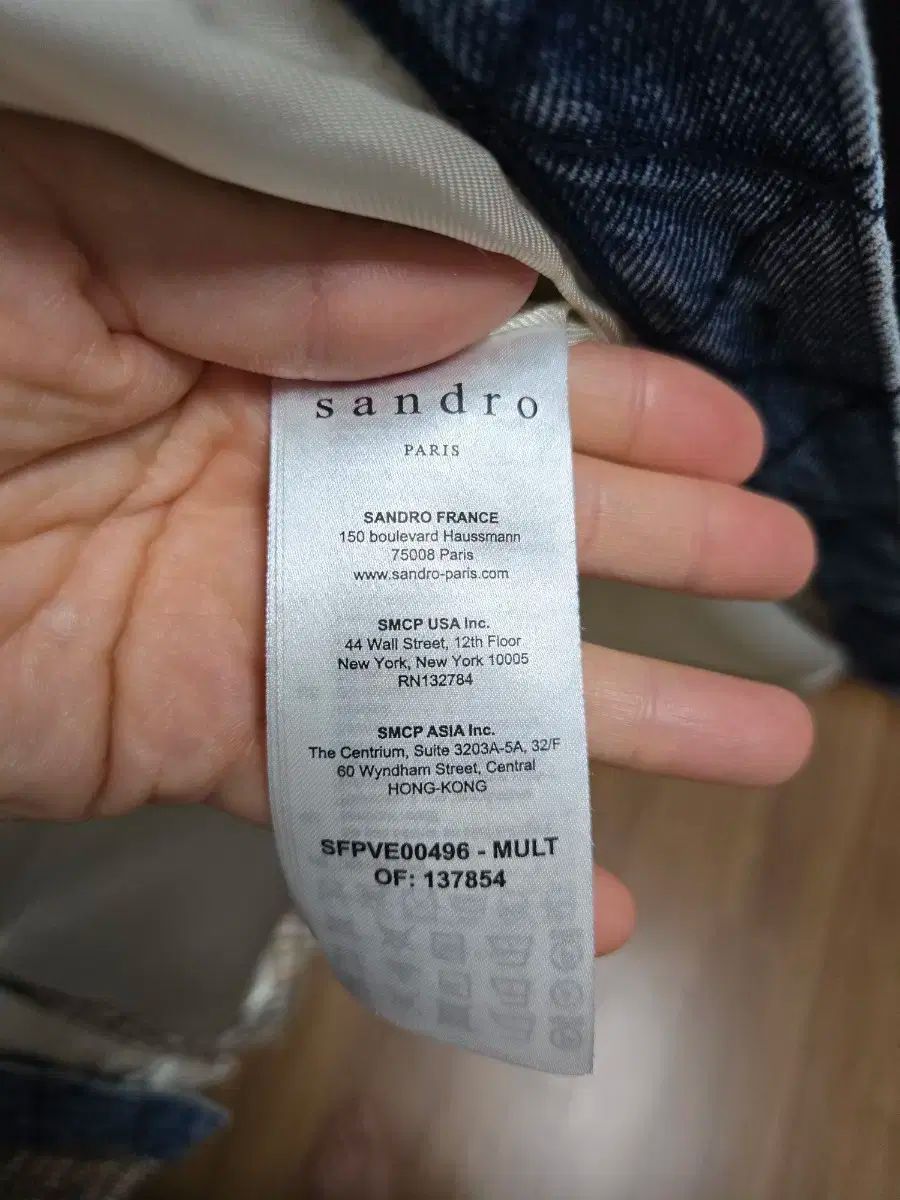 sandro
PARIS
SANDRO FRANCE
150 boulevard Haussmann
75008 Paris
www.sandro-paris.com
SMCP USA Inc.
44 Wall Street, 12th Floor
New York, New York 10005
RN132784
SMCP ASIA Inc.
The Centrium, Suite 3203A-5A, 32/F
60 Wyndham Street, Central
HONG-KONG
SFPVE00496 - MULT
OF: 137854